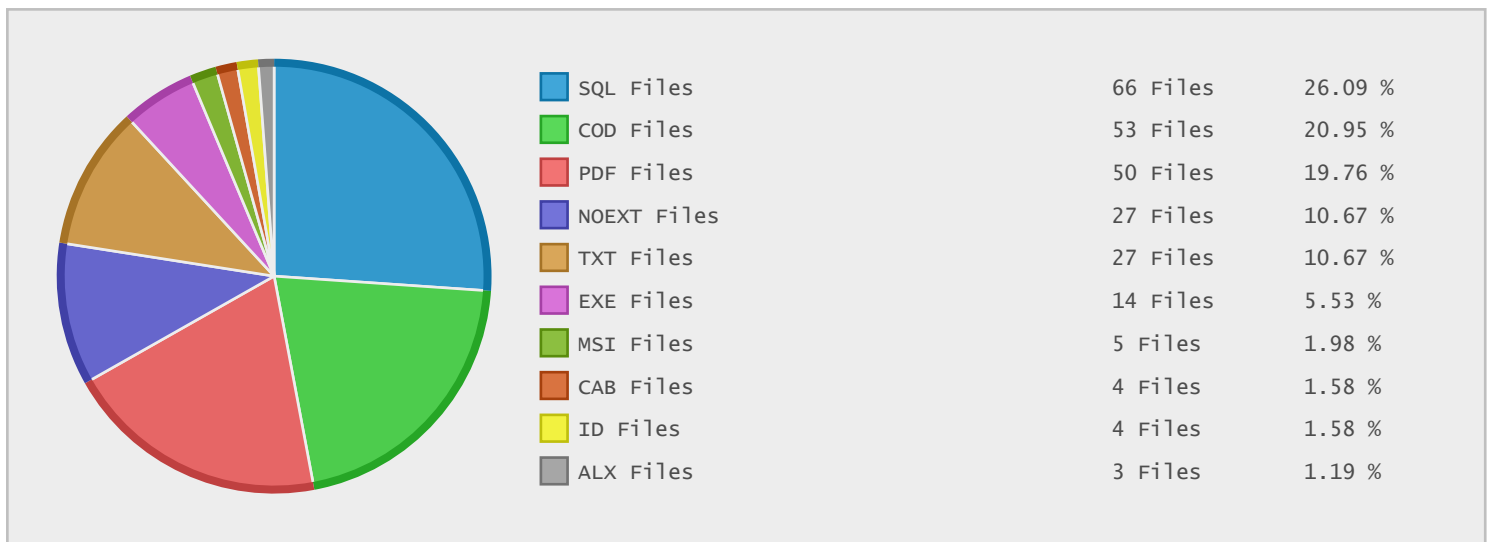 SQL Files 66 Files 26.09 %
COD Files 53 Files 20.95 %
PDF Files 50 Files 19.76 %
NOEXT Files 27 Files 10.67 %
TXT Files 27 Files 10.67 %
EXE Files 14 Files 5.53 %
MSI Files 5 Files 1.98 %
CAB Files 4 Files 1.58 %
ID Files 4 Files 1.58 %
ALX Files 3 Files 1.19 %